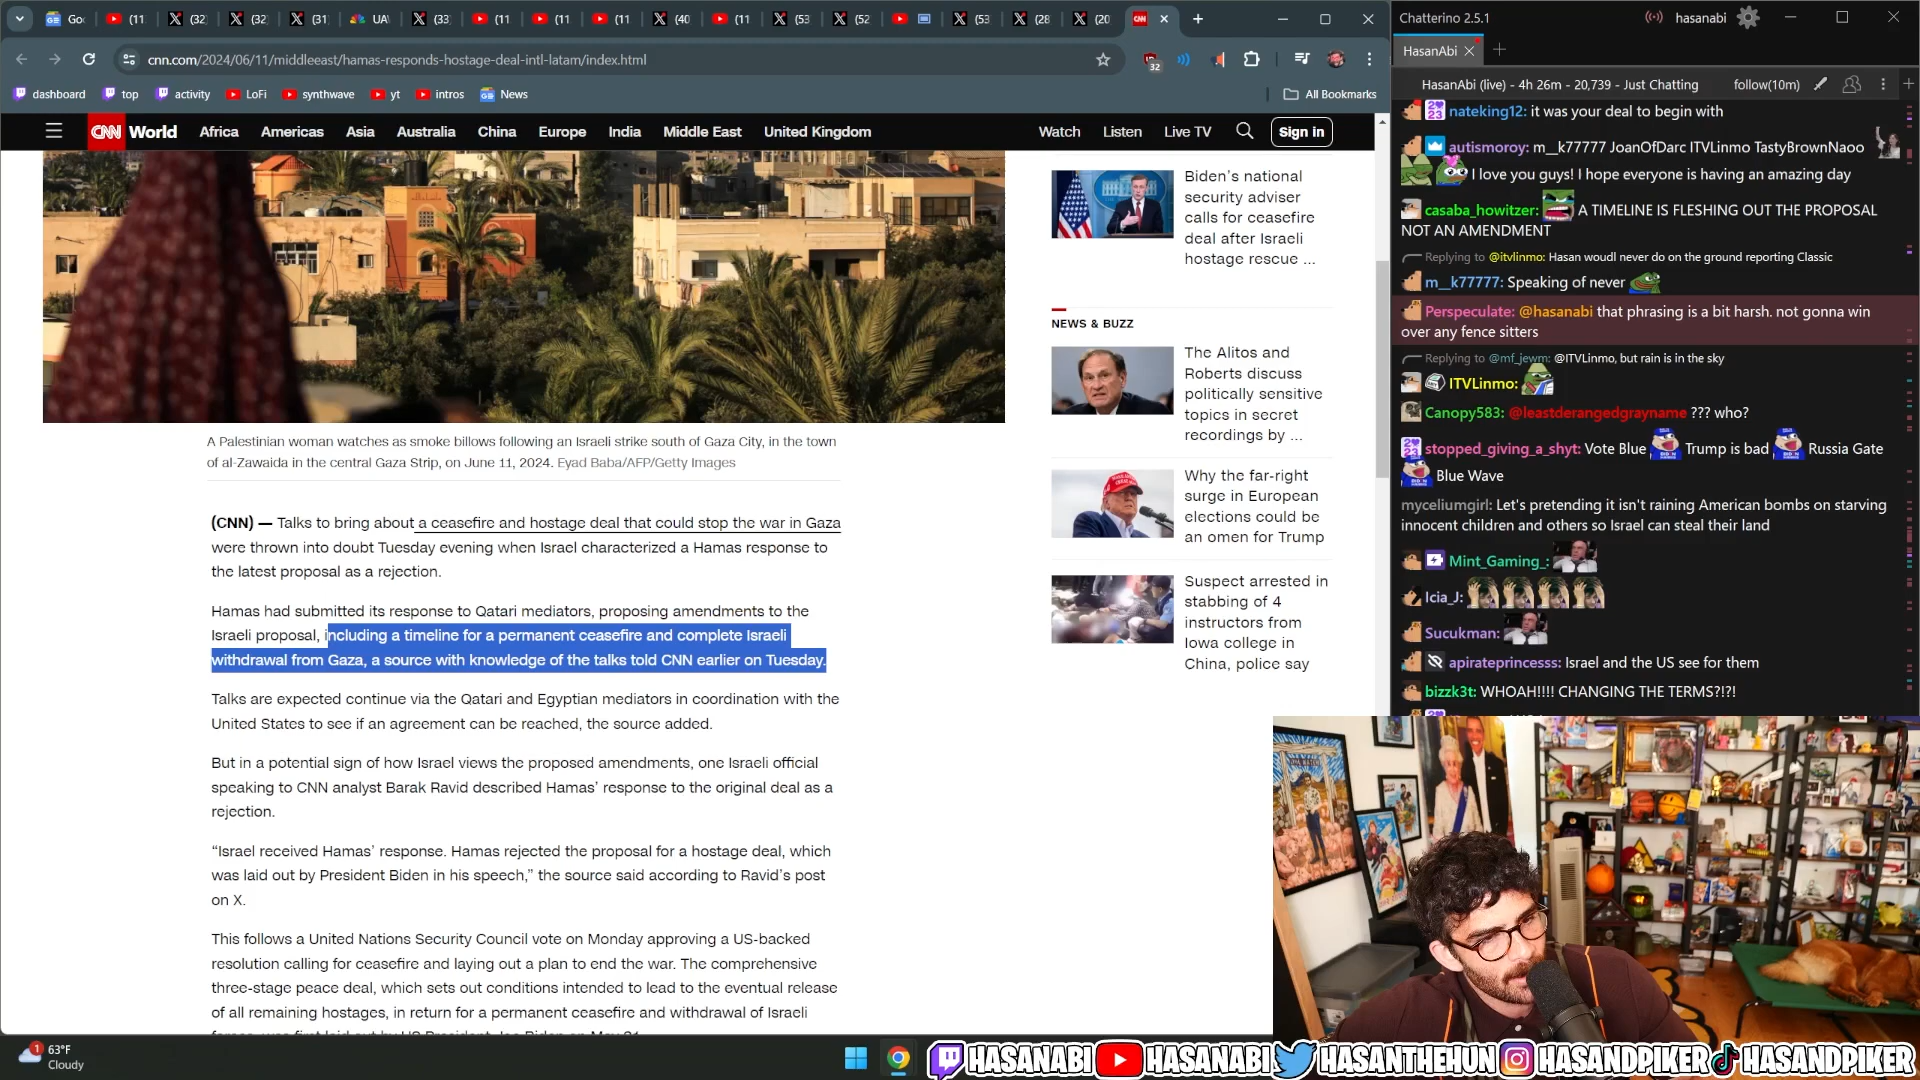 Go
(11
(32
(32
(31
UA
(33
(11
(11
(11
(40
(11
(53
(52
(53
(28
(20
cnn.com/2024/06/11/middleeast/hamas-responds-hostage-deal-intl-latam/index.html
32
dashboard
top
activity
LoFi
synthwave
yt
intros
News
All Bookmarks
CNN World
Africa
Americas
Asia
Australia
China
Europe
India
Middle East
United Kingdom
Watch
Listen
Live TV
Sign in
A Palestinian woman watches as smoke billows following an Israeli strike south of Gaza City, in the town
of al-Zawaida in the central Gaza Strip, on June 11, 2024. Eyad Baba/AFP/Getty Images
(CNN) — Talks to bring about a ceasefire and hostage deal that could stop the war in Gaza
were thrown into doubt Tuesday evening when Israel characterized a Hamas response to
the latest proposal as a rejection.
Hamas had submitted its response to Qatari mediators, proposing amendments to the
Israeli proposal, including a timeline for a permanent ceasefire and complete Israeli
withdrawal from Gaza, a source with knowledge of the talks told CNN earlier on Tuesday.
Talks are expected continue via the Qatari and Egyptian mediators in coordination with the
United States to see if an agreement can be reached, the source added.
But in a potential sign of how Israel views the proposed amendments, one Israeli official
speaking to CNN analyst Barak Ravid described Hamas' response to the original deal as a
rejection.
“Israel received Hamas' response. Hamas rejected the proposal for a hostage deal, which
was laid out by President Biden in his speech,” the source said according to Ravid's post
on X.
This follows a United Nations Security Council vote on Monday approving a US-backed
resolution calling for ceasefire and laying out a plan to end the war. The comprehensive
three-stage peace deal, which sets out conditions intended to lead to the eventual release
of all remaining hostages, in return for a permanent ceasefire and withdrawal of Israeli
Biden's national
security adviser
calls for ceasefire
deal after Israeli
hostage rescue ...
NEWS & BUZZ
The Alitos and
Roberts discuss
politically sensitive
topics in secret
recordings by ...
Why the far-right
surge in European
elections could be
an omen for Trump
Suspect arrested in
stabbing of 4
instructors from
Iowa college in
China, police say
Chatterino 2.5.1
hasanabi
HasanAbi
HasanAbi (live) - 4h 26m - 20,739 - Just Chatting
follow(10m)
nateking12: it was your deal to begin with
autismoroy: m__k77777 JoanOfDarc ITVLinmo TastyBrownNaoo
I love you guys! I hope everyone is having an amazing day
casaba_howitzer: A TIMELINE IS FLESHING OUT THE PROPOSAL
NOT AN AMENDMENT
Replying to @itvlinmo: Hasan woudl never do on the ground reporting Classic
m__k77777: Speaking of never
Perspeculate: @hasanabi that phrasing is a bit harsh. not gonna win
over any fence sitters
Replying to @mf_jewm: @ITVLinmo, but rain is in the sky
ITVLinmo:
Canopy583: @leastderangedgrayname ??? who?
stopped_giving_a_shyt: Vote Blue Trump is bad Russia Gate
Blue Wave
myceliumgirl: Let's pretending it isn't raining American bombs on starving
innocent children and others so Israel can steal their land
Mint_Gaming_:
Icia_J:
Sucukman:
apirateprincesss: Israel and the US see for them
bizzk3t: WHOAH!!!! CHANGING THE TERMS?!?!
1
63°F
Cloudy
HASANABI
HASANABI
HASANTHEHUN
HASANDPIKER
HASANDPIKER